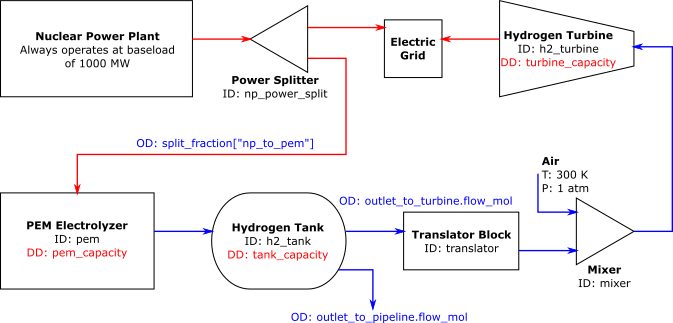 Nuclear Power Plant
Always operates at baseload
of 1000 MW
Power Splitter
ID: np_power_split
Electric
Grid
Hydrogen Turbine
ID: h2_turbine
DD: turbine_capacity
OD: split_fraction["np_to_pem"]
Air
T: 300 K
P: 1 atm
PEM Electrolyzer
ID: pem
DD: pem_capacity
Hydrogen Tank
ID: h2_tank
DD: tank_capacity
OD: outlet_to_turbine.flow_mol
Translator Block
ID: translator
Mixer
ID: mixer
OD: outlet_to_pipeline.flow_mol